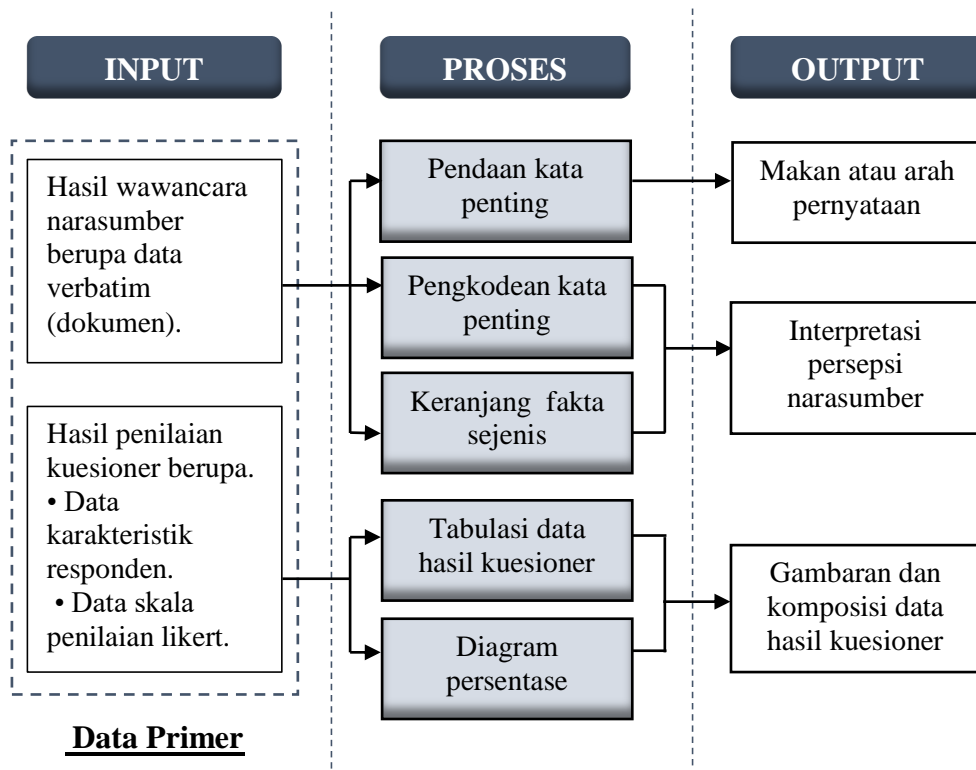 INPUT
PROSES
OUTPUT
Hasil wawancara
narasumber
berupa data
verbatim
(dokumen).
Hasil penilaian
kuesioner berupa.
• Data
karakteristik
responden.
• Data skala
penilaian likert.
Data Primer
Pendaan kata
penting
Pengkodean kata
penting
Keranjang fakta
sejenis
Tabulasi data
hasil kuesioner
Diagram
persentase
Makan atau arah
pernyataan
Interpretasi
persepsi
narasumber
Gambaran dan
komposisi data
hasil kuesioner